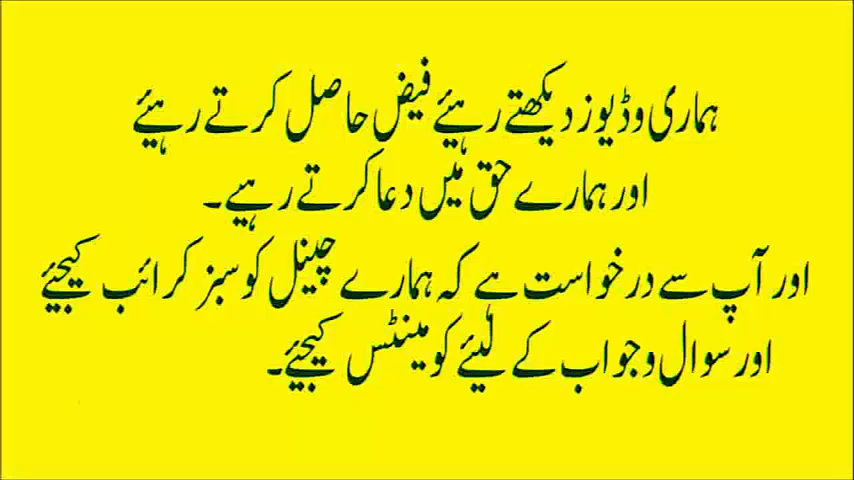 ہماری وڈیوز دیکھتے رہیئے فیض حاصل کرتے رہیئے
اور ہمارے حق میں دعا کرتے رہیے۔
اور آپ سے درخواست ہے کہ ہمارے چینل کو سبز کرائب کیجیئے
اور سوال وجواب کے لیئے کومینٹس کیجیے۔